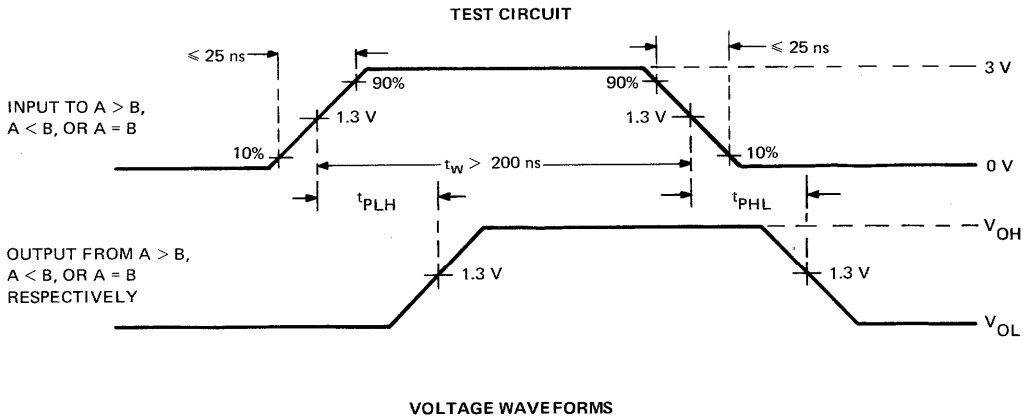 TEST CIRCUIT
≤ 25 ns
≤ 25 ns
3 V
90%
90%
INPUT TO A > B,
A < B, OR A = B
1.3 V
1.3 V
10%
10%
tw > 200 ns
0 V
tPLH
tPHL
VOH
OUTPUT FROM A > B,
A < B, OR A = B
RESPECTIVELY
1.3 V
1.3 V
VOL
VOLTAGE WAVEFORMS